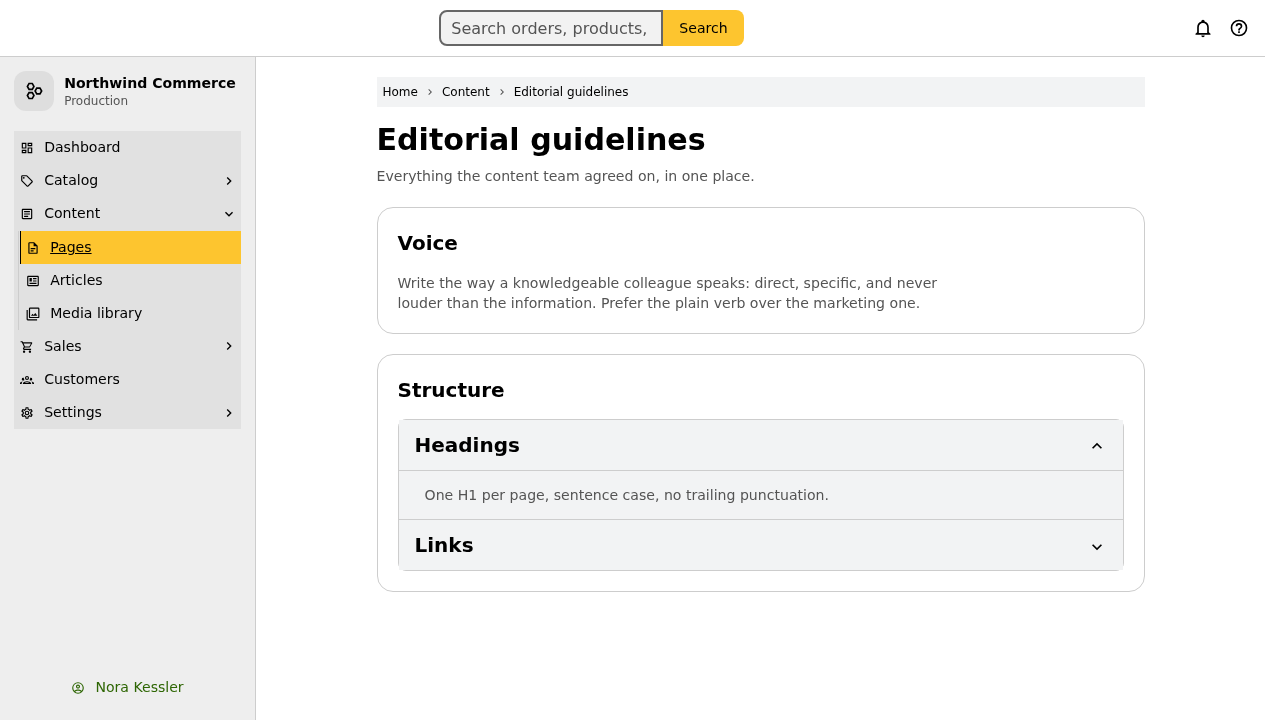 Search orders, products,
Search
Northwind Commerce
Production
Dashboard
Catalog
Content
Pages
Articles
Media library
Sales
Customers
Settings
Nora Kessler
Home
Content
Editorial guidelines
Editorial guidelines
Everything the content team agreed on, in one place.
Voice
Write the way a knowledgeable colleague speaks: direct, specific, and never
louder than the information. Prefer the plain verb over the marketing one.
Structure
Headings
One H1 per page, sentence case, no trailing punctuation.
Links